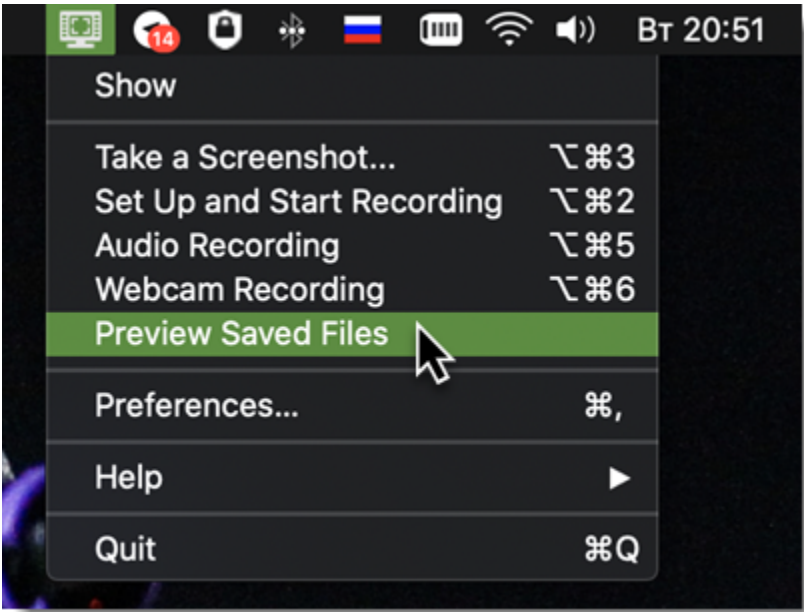 14 Вт 20:51
Show
Take a Screenshot... ⌥⌘3
Set Up and Start Recording ⌥⌘2
Audio Recording ⌥⌘5
Webcam Recording ⌥⌘6
Preview Saved Files
Preferences... ⌘,
Help ▶
Quit ⌘Q